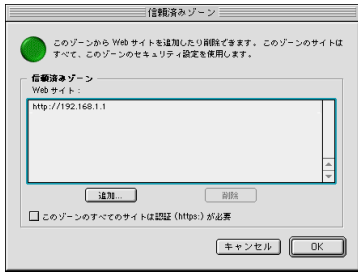 信頼済みゾーン
このゾーンから Web サイトを追加したり削除できます。 このゾーンのサイトは
すべて、このゾーンのセキュリティ設定を使用します。
信頼済みゾーン
Web サイト：
http://192.168.1.1
追加...
削除
このゾーンのすべてのサイトは認証 (https:) が必要
キャンセル
OK